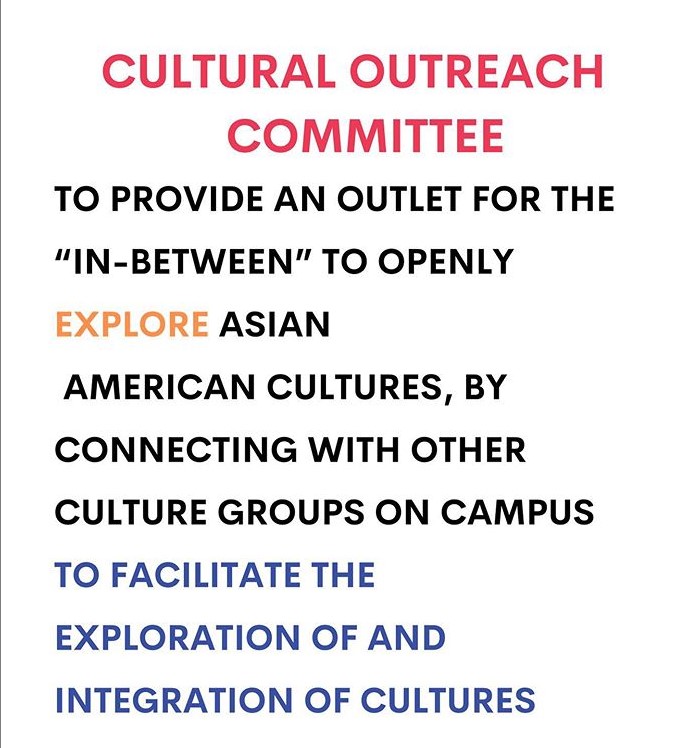 CULTURAL OUTREACH
COMMITTEE
TO PROVIDE AN OUTLET FOR THE
“IN-BETWEEN” TO OPENLY
EXPLORE ASIAN
AMERICAN CULTURES, BY
CONNECTING WITH OTHER
CULTURE GROUPS ON CAMPUS
TO FACILITATE THE
EXPLORATION OF AND
INTEGRATION OF CULTURES